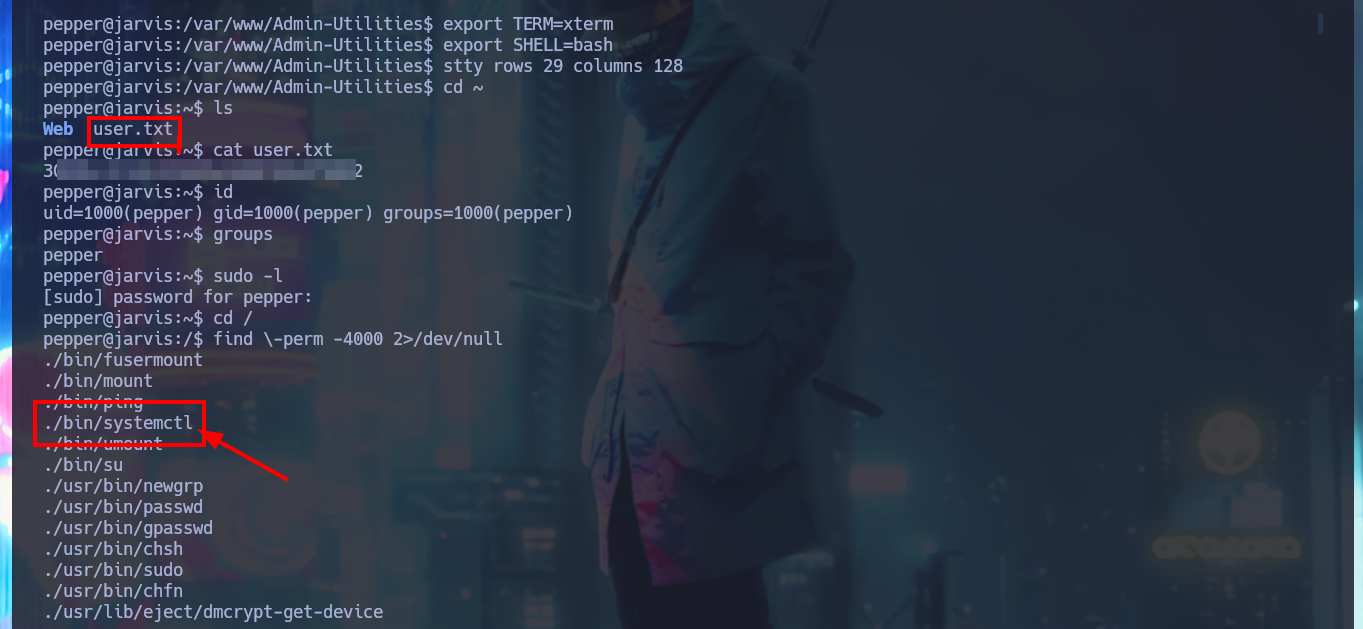 pepper@jarvis:/var/www/Admin-Utilities$ export TERM=xterm
pepper@jarvis:/var/www/Admin-Utilities$ export SHELL=bash
pepper@jarvis:/var/www/Admin-Utilities$ stty rows 29 columns 128
pepper@jarvis:/var/www/Admin-Utilities$ cd ~
pepper@jarvis:~$ ls
Web user.txt
pepper@jarvis:~$ cat user.txt
30 2
pepper@jarvis:~$ id
uid=1000(pepper) gid=1000(pepper) groups=1000(pepper)
pepper@jarvis:~$ groups
pepper
pepper@jarvis:~$ sudo -l
[sudo] password for pepper:
pepper@jarvis:~$ cd /
pepper@jarvis:/$ find \-perm -4000 2>/dev/null
./bin/fusermount
./bin/mount
./bin/ping
./bin/systemctl
./bin/umount
./bin/su
./usr/bin/newgrp
./usr/bin/passwd
./usr/bin/gpasswd
./usr/bin/chsh
./usr/bin/sudo
./usr/bin/chfn
./usr/lib/eject/dmcrypt-get-device